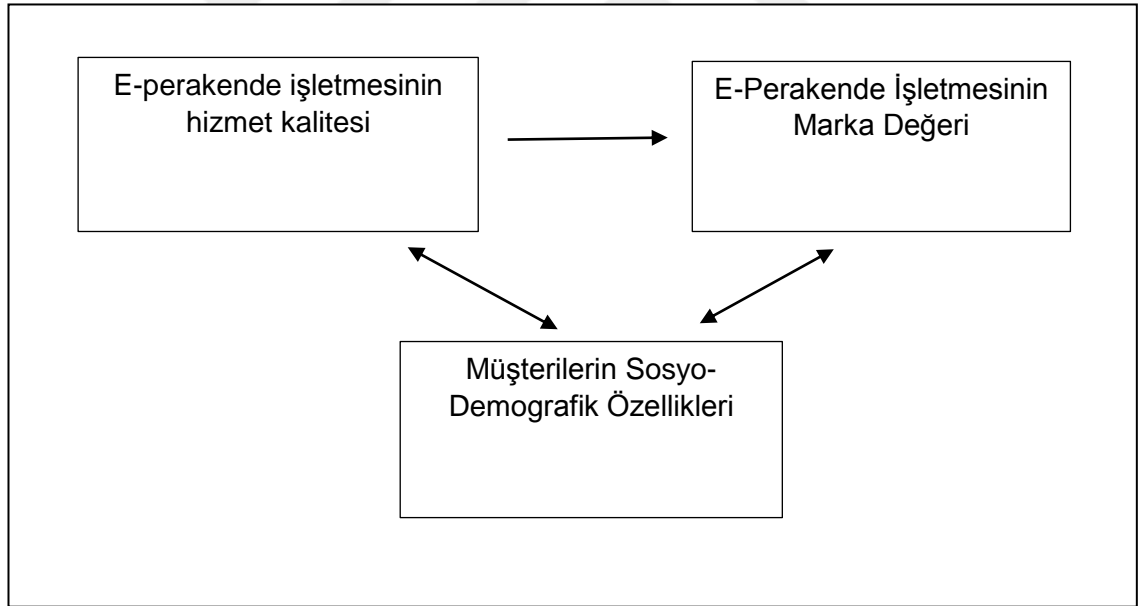 E-perakende işletmesinin
hizmet kalitesi
E-Perakende İşletmesinin
Marka Değeri
Müşterilerin Sosyo-
Demografik Özellikleri